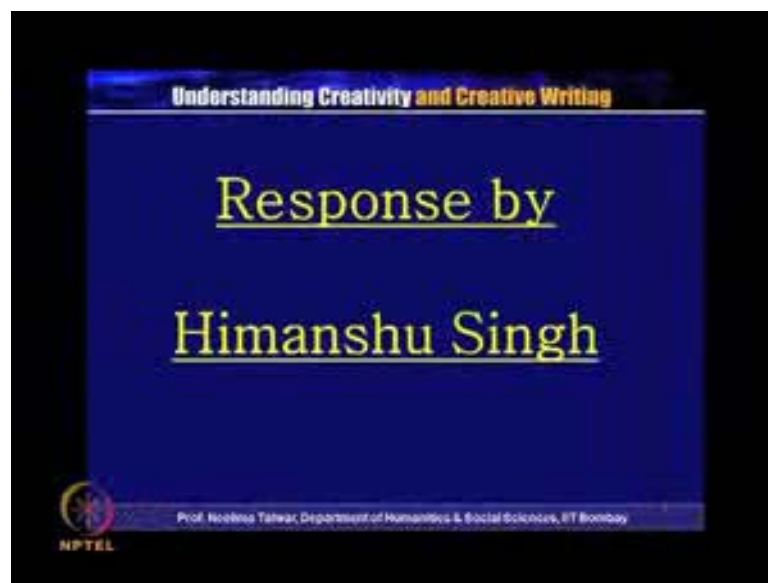 Understanding Creativity and Creative Writing
Response by
Himanshu Singh
Prof. Neelima Talwar, Department of Humanities & Social Sciences, IIT Bombay
NPTEL